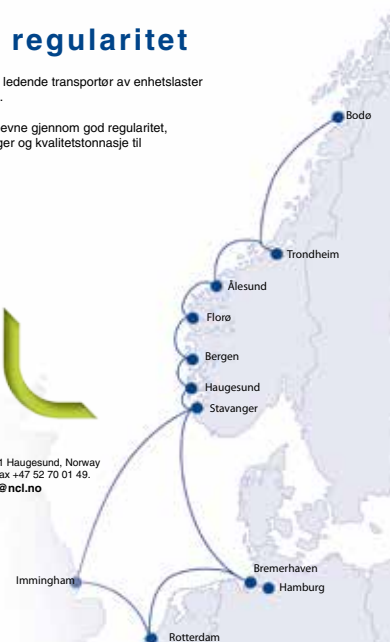 regularitet
ledende transportør av enhetslaster
.
evne gjennom god regularitet,
ger og kvalitetstonnasje til
Bodø
Trondheim
Ålesund
Florø
Bergen
Haugesund
Stavanger
1 Haugesund, Norway
ax +47 52 70 01 49.
@ncl.no
Bremerhaven
Immingham
Hamburg
Rotterdam